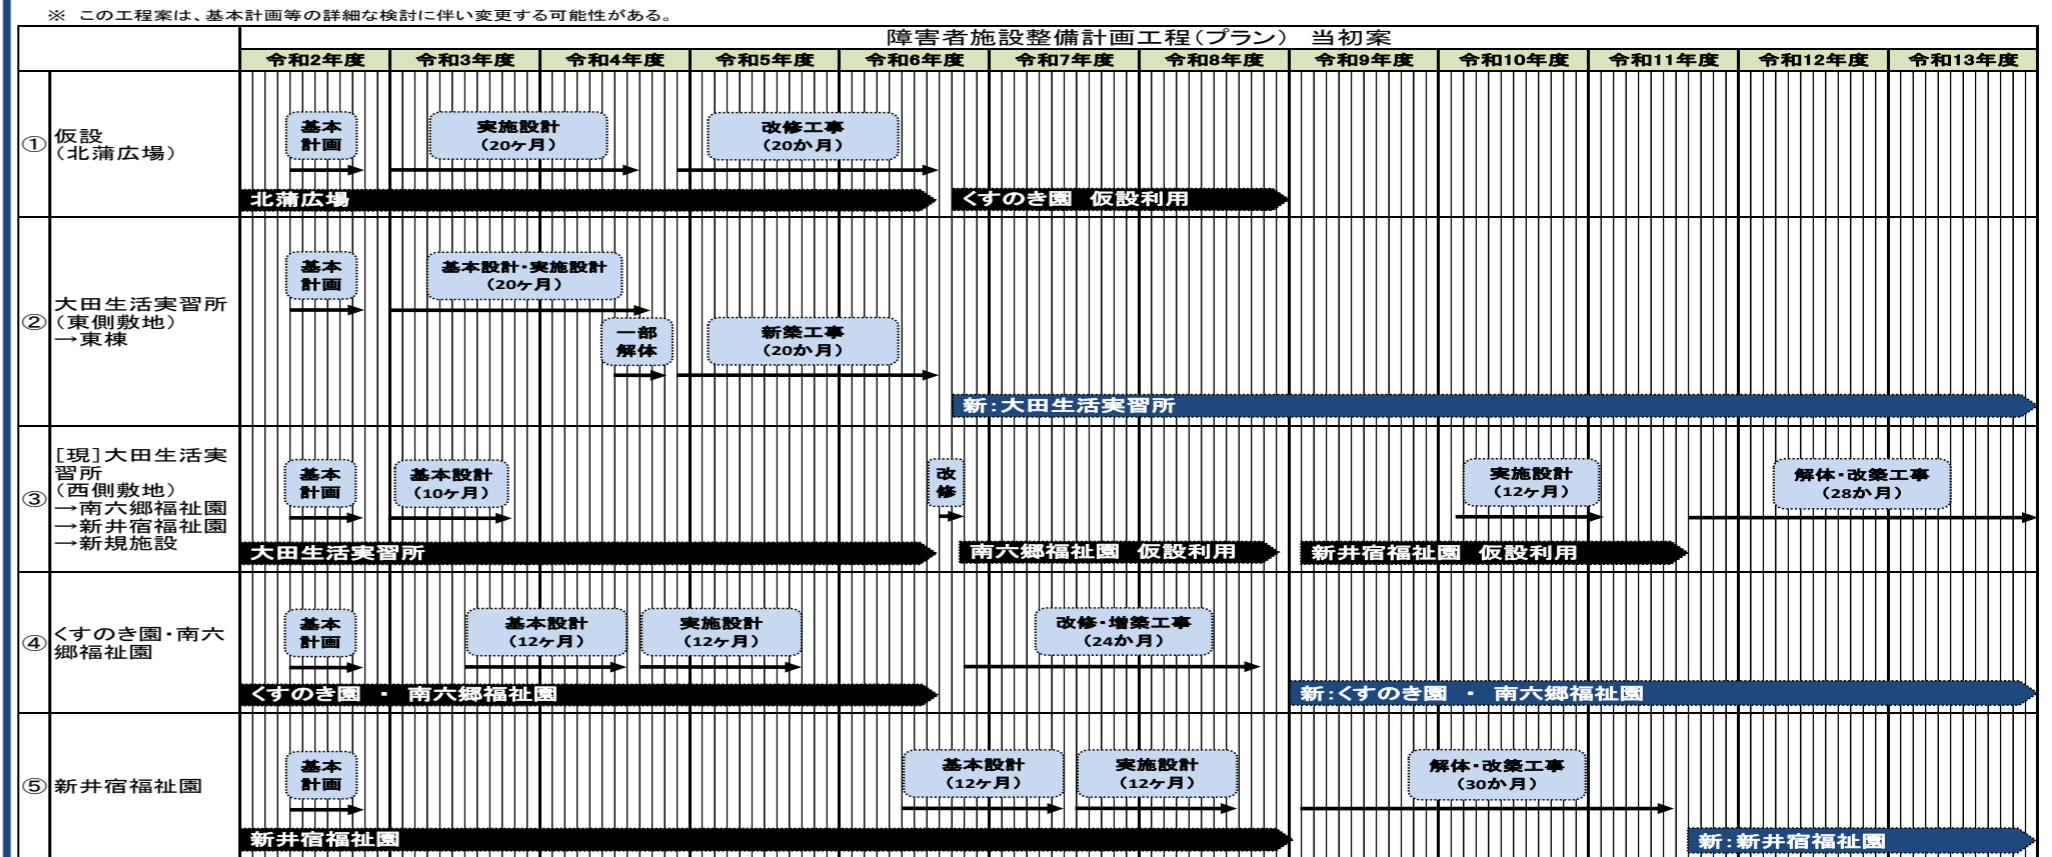 ※ この工程案は、基本計画等の詳細な検討に伴い変更する可能性がある。
障害者施設整備計画工程(プラン) 当初案
令和2年度 令和3年度 令和4年度 令和5年度 令和6年度 令和7年度 令和8年度 令和9年度 令和10年度 令和11年度 令和12年度 令和13年度
①
仮設
(北蒲広場)
基本
計画
実施設計
(20ケ月)
改修工事
(20か月)
北蒲広場
くすのき園 仮設利用
②
大田生活実習所
(東側敷地)
→東棟
基本
計画
基本設計・実施設計
(20ヶ月)
一部
解体
新築工事
(20か月)
新:大田生活実習所
③
[現]大田生活実
習所
(西側敷地)
→南六郷福祉園
→新井宿福祉園
→新規施設
基本
計画
基本設計
(10ケ月)
改
修
実施設計
(12ヶ月)
解体・改築工事
(28か月)
大田生活実習所
南六郷福祉園 仮設利用
新井宿福祉園 仮設利用
④
くすのき園・南六
郷福祉園
基本
計画
基本設計
(12ヶ月)
実施設計
(12ヶ月)
改修・増築工事
(24か月)
くすのき園 ・ 南六郷福祉園
新:くすのき園 ・ 南六郷福祉園
⑤
新井宿福祉園
基本
計画
基本設計
(12ヶ月)
実施設計
(12ヶ月)
解体・改築工事
(30か月)
新井宿福祉園
新:新井宿福祉園